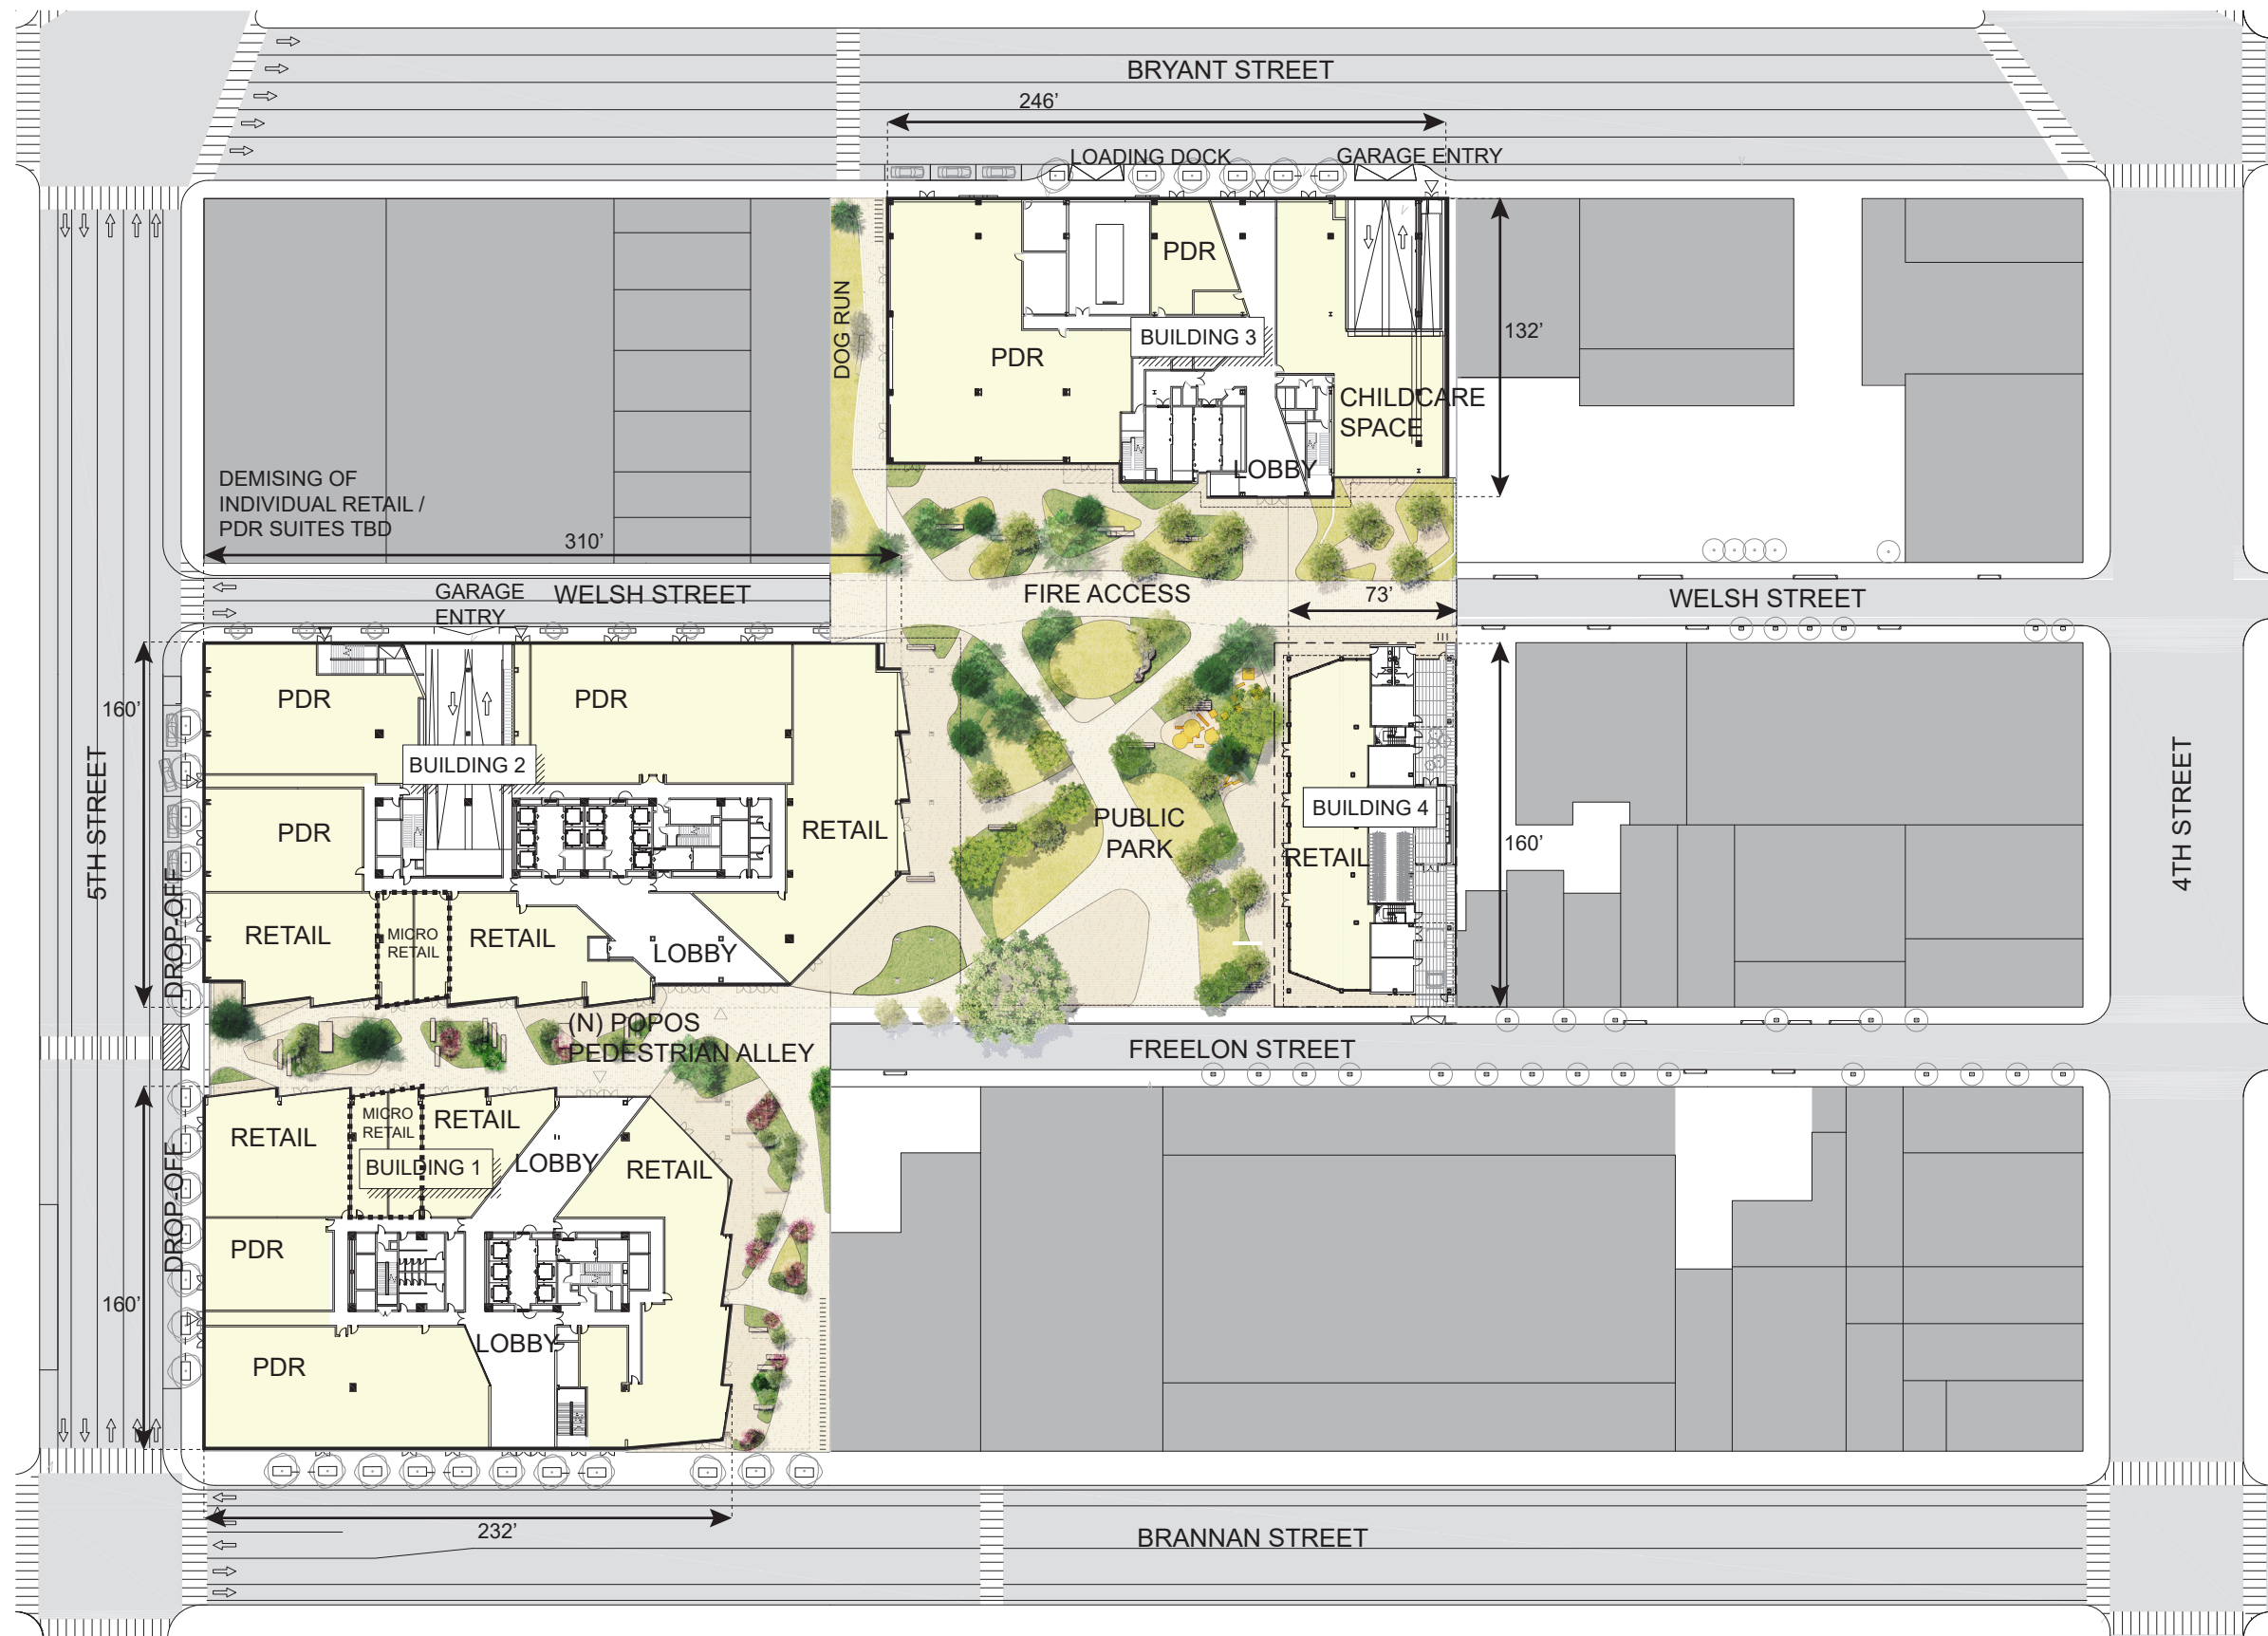 BRYANT STREET
246’
LOADING DOCK
GARAGE ENTRY
PDR
DOG RUN
132’
BUILDING 3
PDR
CHILDCARE
SPACE
LOBBY
DEMISING OF
INDIVIDUAL RETAIL /
PDR SUITES TBD
310’
GARAGE
ENTRY
WELSH STREET
FIRE ACCESS
73’
WELSH STREET
PDR
PDR
160’
BUILDING 2
5TH STREET
4TH STREET
BUILDING 4
PUBLIC
PARK
PDR
RETAIL
RETAIL
160’
DROP-OFF
RETAIL
MICRO
RETAIL
RETAIL
LOBBY
(N) POPOS
PEDESTRIAN ALLEY
FREELON STREET
RETAIL
MICRO
RETAIL
RETAIL
BUILDING 1
LOBBY
RETAIL
DROP-OFF
PDR
160’
LOBBY
PDR
232’
BRANNAN STREET